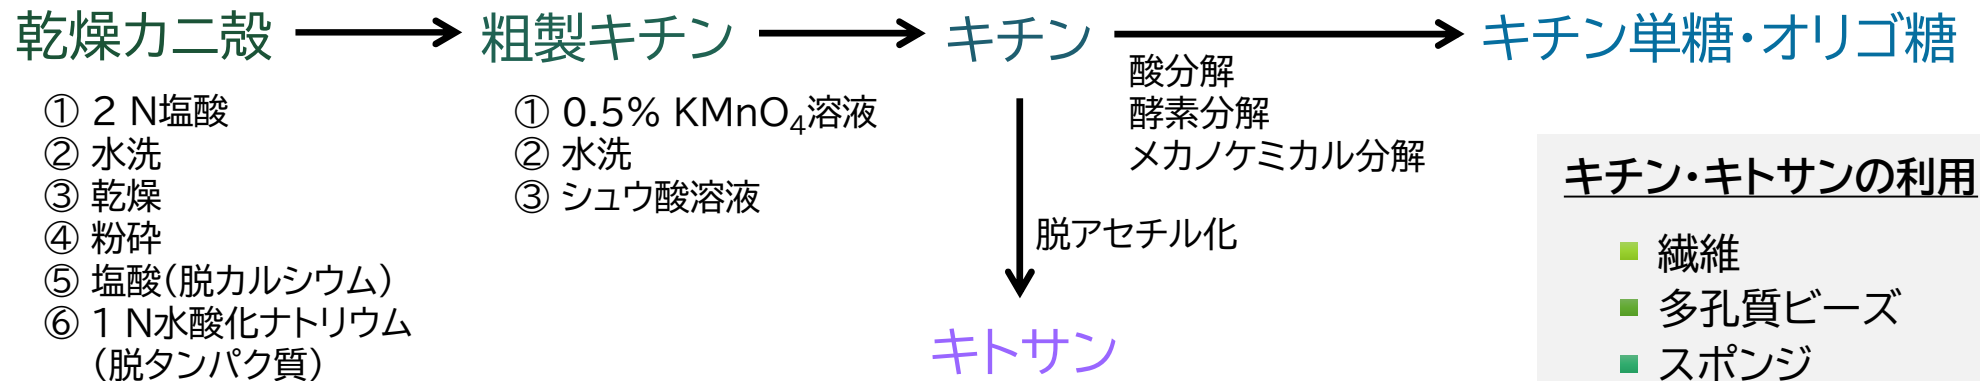 乾燥カニ殻
粗製キチン
キチン
キチン単糖・オリゴ糖
① 2 N塩酸
② 水洗
③ 乾燥
④ 粉砕
⑤ 塩酸(脱カルシウム)
⑥ 1 N水酸化ナトリウム
(脱タンパク質)
① 0.5% KMnO₄溶液
② 水洗
③ シュウ酸溶液
酸分解
酵素分解
メカノケミカル分解
脱アセチル化
キトサン
キチン・キトサンの利用
繊維
多孔質ビーズ
スポンジ